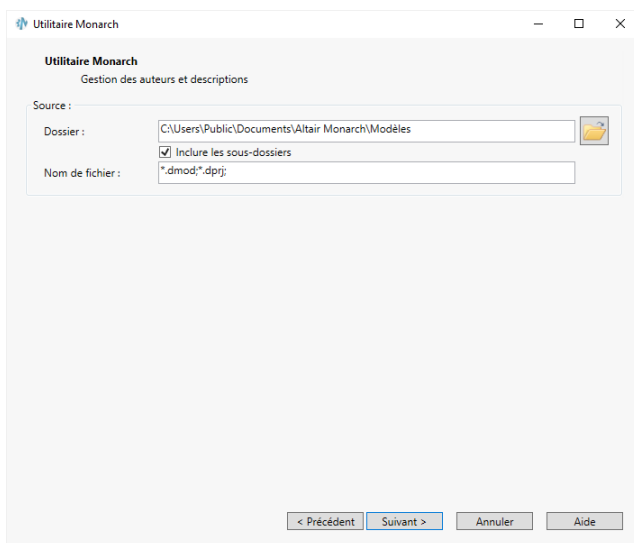 Utilitaire Monarch
Utilitaire Monarch
Gestion des auteurs et descriptions
Source :
Dossier :
C:\Users\Public\Documents\Altair Monarch\Modèles
Inclure les sous-dossiers
Nom de fichier :
*.dmod;*.dprj;
< Précédent
Suivant >
Annuler
Aide